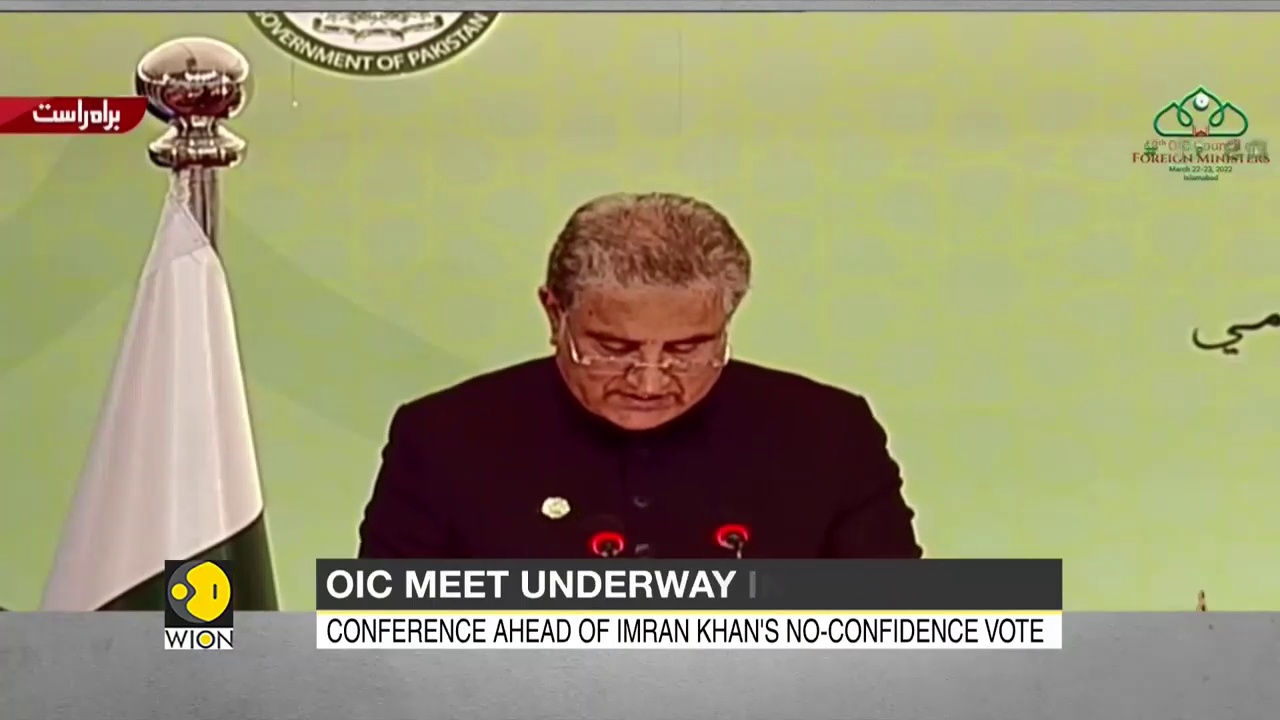 GOVERNMENT OF PAKISTAN
براہ راست
48th OIC Council of
FOREIGN MINISTERS
March 22-23, 2022
Islamabad
مي
OIC MEET UNDERWAY I
CONFERENCE AHEAD OF IMRAN KHAN'S NO-CONFIDENCE VOTE
WION